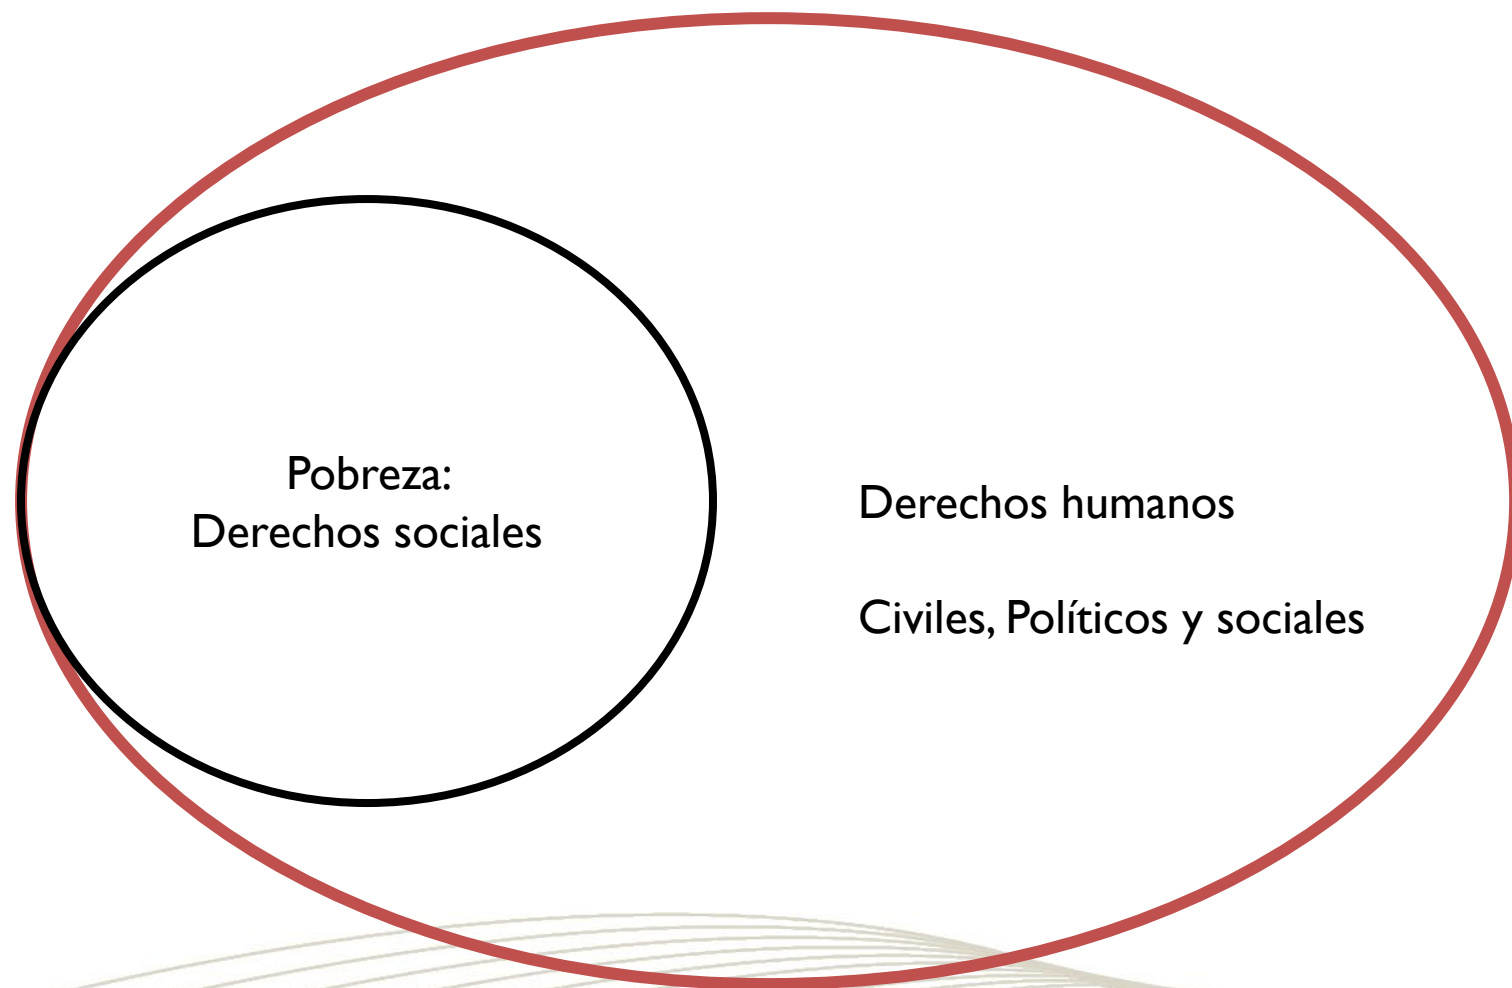 Pobreza:
Derechos sociales
Derechos humanos
Civiles, Políticos y sociales